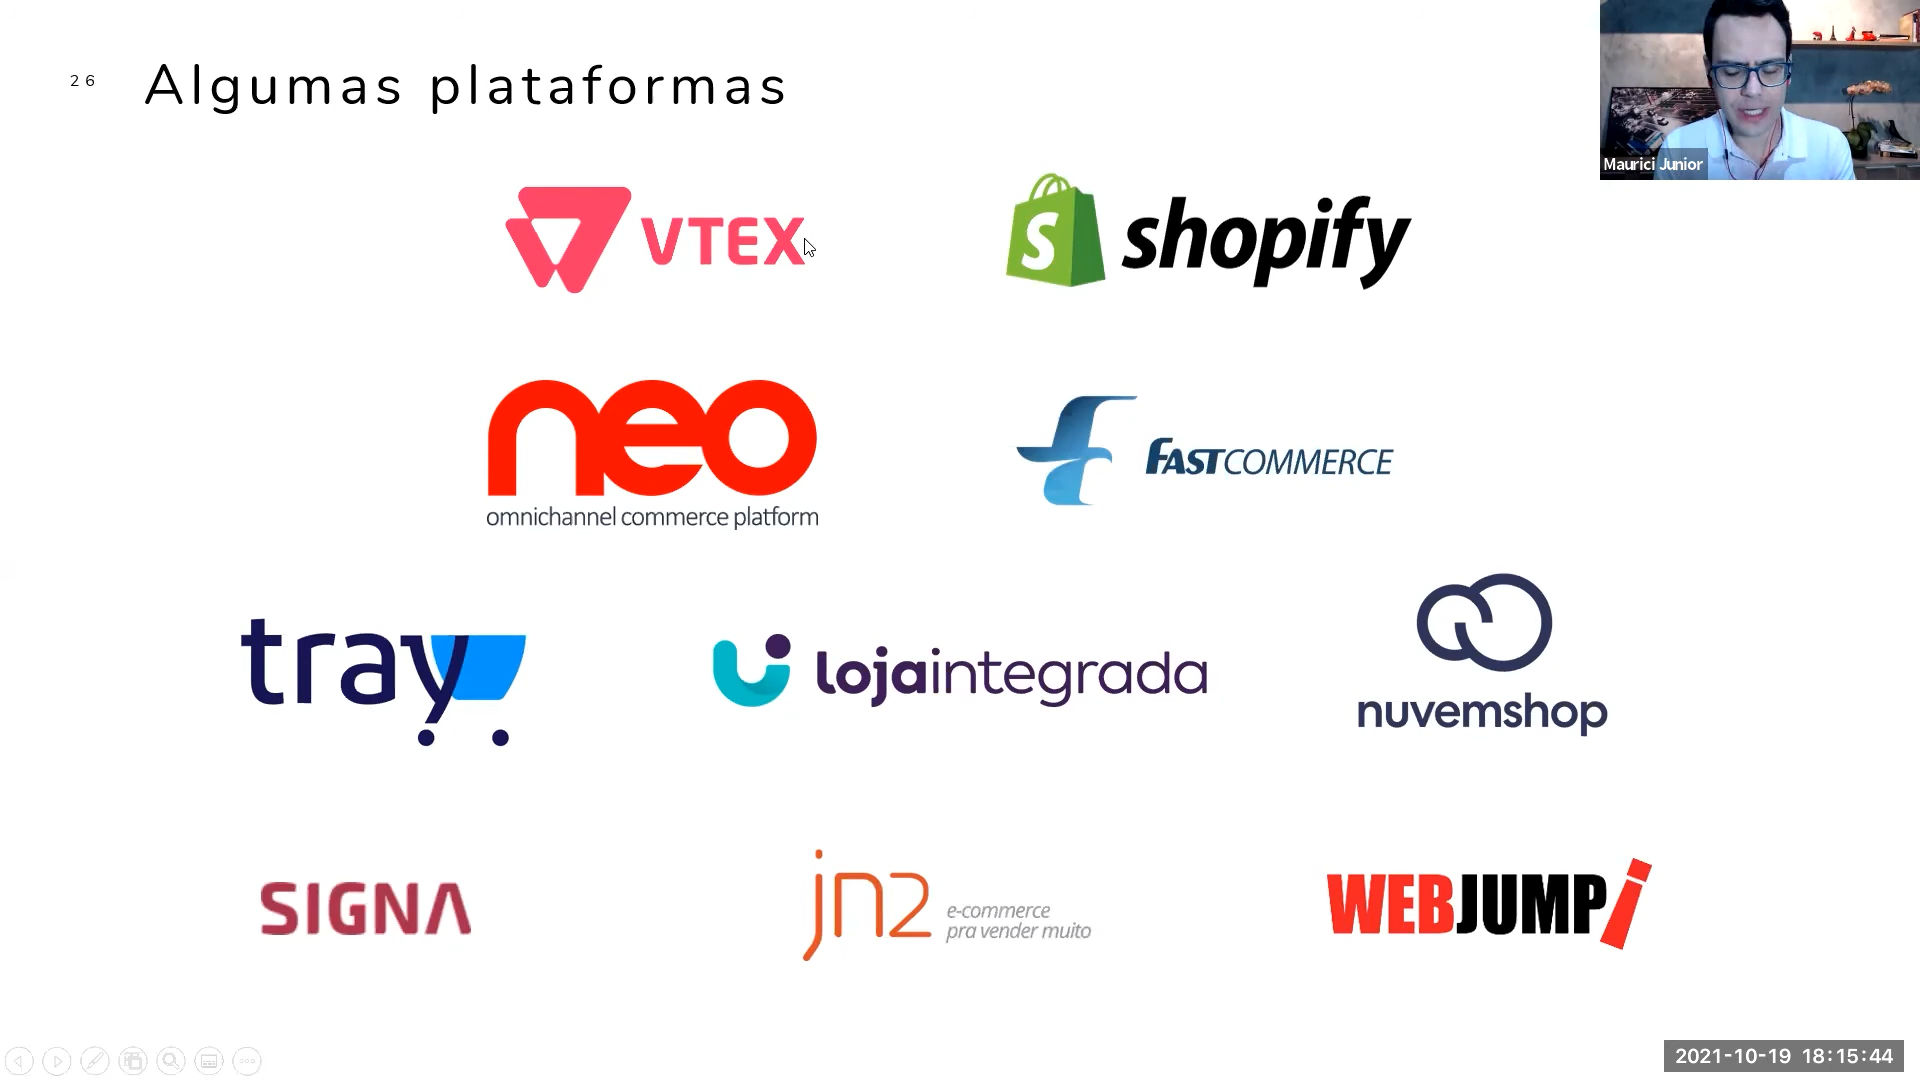 26
Algumas plataformas
Maurici Junior
VTEX
S shopify
neo
omnichannel commerce platform
FASTCOMMERCE
tray
lojaintegrada
nuvemshop
SIGNA
jn2
e-commerce
pra vender muito
WEBJUMP!
2021-10-19 18:15:44